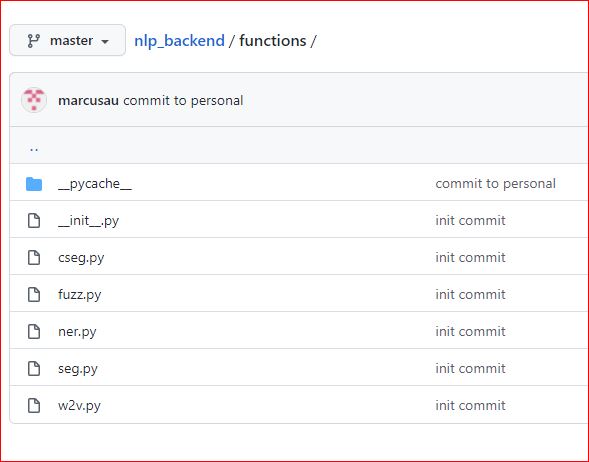 master nlp_backend / functions /
marcusau commit to personal
..
__pycache__ commit to personal
__init__.py init commit
cseg.py init commit
fuzz.py init commit
ner.py init commit
seg.py init commit
w2v.py init commit